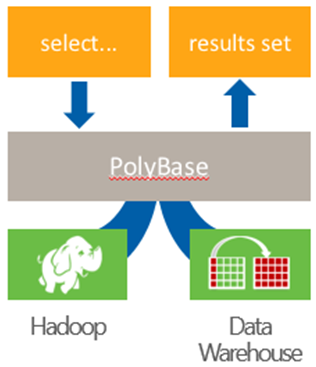 select...
results set
PolyBase
Hadoop
Data
Warehouse